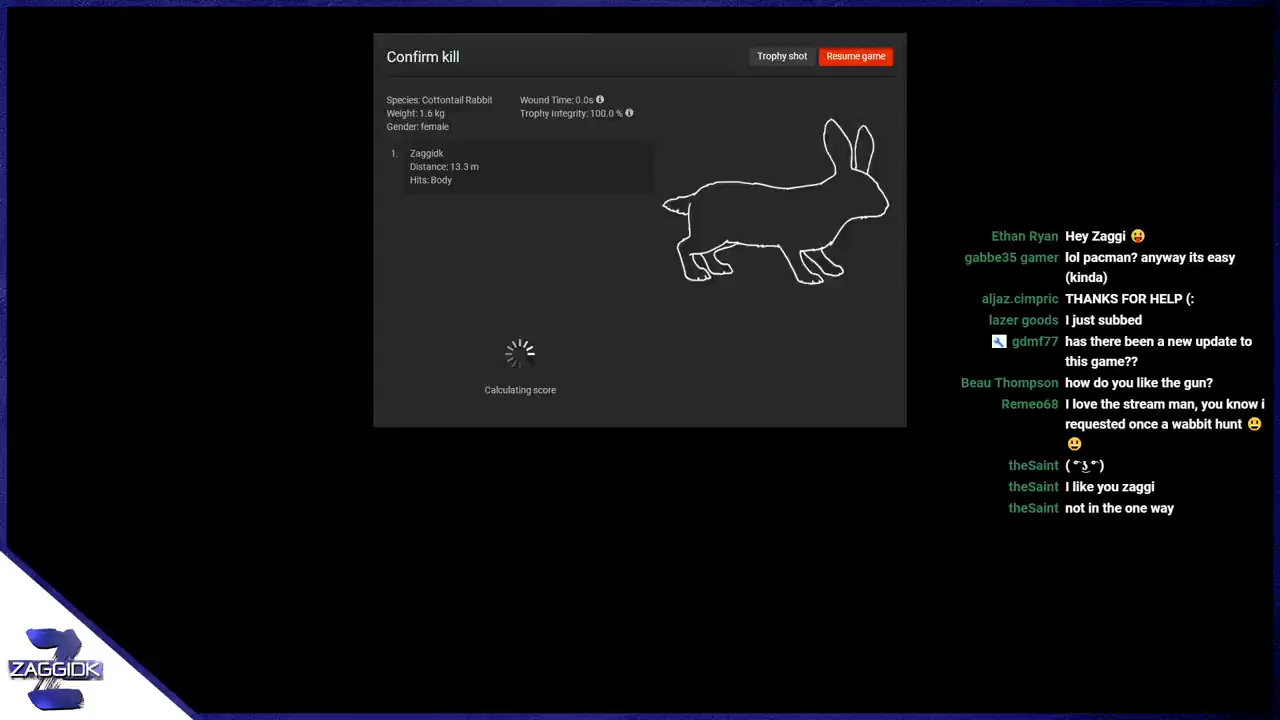 Confirm kill
Trophy shot
Resume game
Species: Cottontail Rabbit
Weight: 1.6 kg
Gender: female
Wound Time: 0.0s
Trophy Integrity: 100.0 %
1. Zaggidk
Distance: 13.3 m
Hits: Body
Calculating score
Ethan Ryan Hey Zaggi 😛
gabbe35 gamer lol pacman? anyway its easy
(kinda)
aljaz.cimpric THANKS FOR HELP (:
lazer goods I just subbed
gdmf77 has there been a new update to
this game??
Beau Thompson how do you like the gun?
Remeo68 I love the stream man, you know i
requested once a wabbit hunt 😃
😃
theSaint ( ͡° ͜ʖ ͡°)
theSaint I like you zaggi
theSaint not in the one way
ZAGGIDK